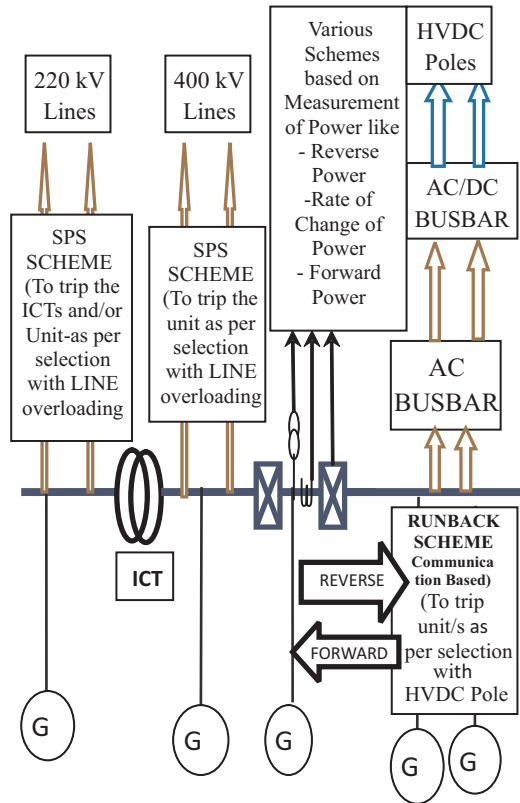 220 kV
Lines
400 kV
Lines
Various
Schemes
based on
Measurement
of Power like
- Reverse
Power
-Rate of
Change of
Power
- Forward
Power
HVDC
Poles
AC/DC
BUSBAR
AC
BUSBAR
SPS
SCHEME
(To trip the
ICTs and/or
Unit-as per
selection
with LINE
overloading
SPS
SCHEME
(To trip the
unit as per
selection
with LINE
overloading
ICT
REVERSE
FORWARD
RUNBACK
SCHEME
Communica
tion Based)
(To trip
unit/s as
per selection
with
HVDC Pole
G
G
G
G
G